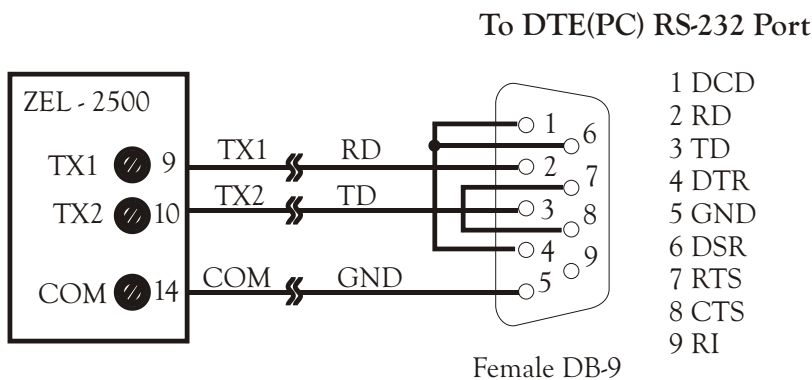 To DTE(PC) RS-232 Port
ZEL - 2500
TX1 9 TX1 RD
TX2 10 TX2 TD
COM 14 COM GND
1
6
2
7
3
8
4
9
5
1 DCD
2 RD
3 TD
4 DTR
5 GND
6 DSR
7 RTS
8 CTS
9 RI
Female DB-9